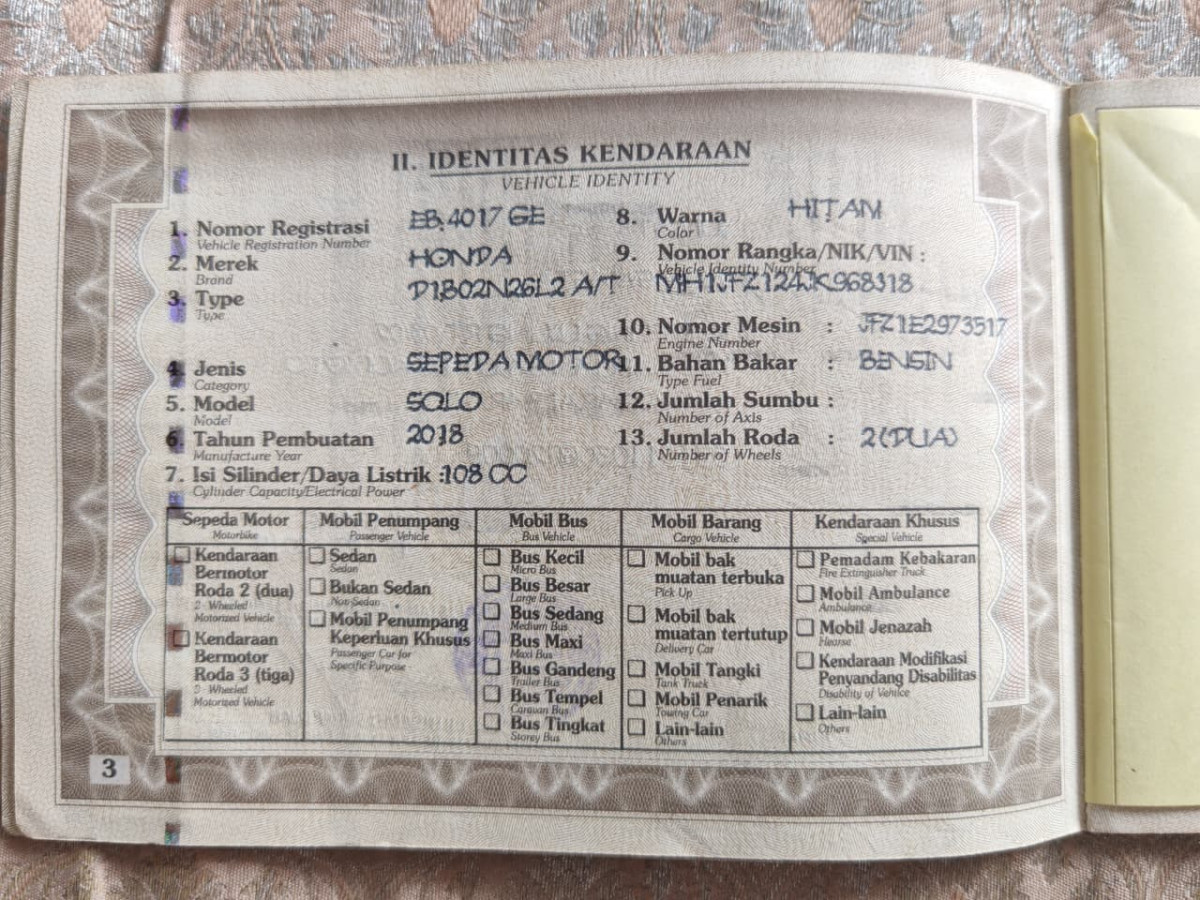 II. IDENTITAS KENDARAAN
VEHICLE IDENTITY
1. Nomor Registrasi EB 4017 GE
Vehicle Registration Number
2. Merek HONDA
Brand
3. Type D1B02N26L2 A/T
Type
4. Jenis SEPEDA MOTOR
Category
5. Model SOLO
Model
6. Tahun Pembuatan 2018
Manufacture Year
7. Isi Silinder/Daya Listrik :108 CC
Cylinder Capacity/Electrical Power
8. Warna HITAM
Color
9. Nomor Rangka/NIK/VIN :
Vehicle Identity Number
MH1JFZ124JK968318
10. Nomor Mesin : JFZ1E2973517
Engine Number
11. Bahan Bakar : BENSIN
Type Fuel
12. Jumlah Sumbu :
Number of Axis
13. Jumlah Roda : 2 (DUA)
Number of Wheels
Sepeda Motor
Motorbike
Kendaraan
Bermotor
Roda 2 (dua)
2 - Wheeled
Motorized Vehicle
Kendaraan
Bermotor
Roda 3 (tiga)
Wheeled
Motorized Vehicle
Mobil Penumpang
Passenger Vehicle
Sedan
Sedan
Bukan Sedan
Non-Sedan
Mobil Penumpang
Keperluan Khusus
Passenger Car for
Specific Purpose
Mobil Bus
Bus Vehicle
Bus Kecil
Micro Bus
Bus Besar
Large Bus
Bus Sedang
Medium Bus
Bus Maxi
Maxi Bus
Bus Gandeng
Trailer Bus
Bus Tempel
Caravan Bus
Bus Tingkat
Storey Bus
Mobil Barang
Cargo Vehicle
Mobil bak
muatan terbuka
Pick Up
Mobil bak
muatan tertutup
Delivery Car
Mobil Tangki
Tank Truck
Mobil Penarik
Towing Car
Lain-lain
Others
Kendaraan Khusus
Special Vehicle
Pemadam Kebakaran
Fire Extinguisher Truck
Mobil Ambulance
Ambulance
Mobil Jenazah
Hearse
Kendaraan Modifikasi
Penyandang Disabilitas
Disability of Vehilce
Lain-lain
Others
3